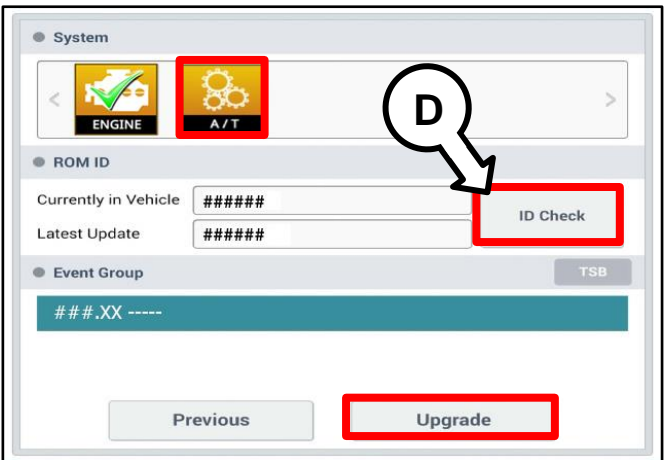 System
<
ENGINE
A/T
D
>
ROM ID
Currently in Vehicle ######
ID Check
Latest Update ######
Event Group
TSB
###.XX -----
Previous
Upgrade